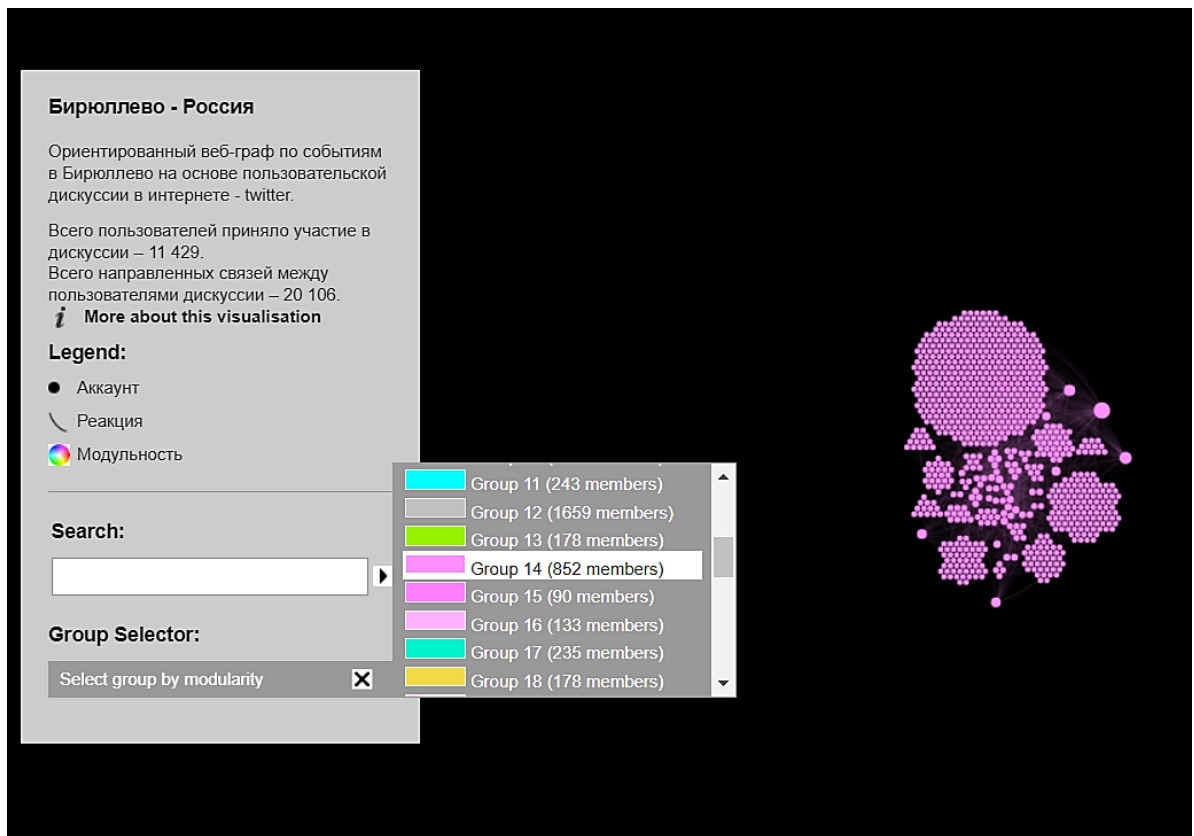 Бирюллево - Россия
Ориентированный веб-граф по событиям
в Бирюллево на основе пользовательской
дискуссии в интернете - twitter.
Всего пользователей приняло участие в
дискуссии – 11 429.
Всего направленных связей между
пользователями дискуссии – 20 106.
i More about this visualisation
Legend:
Аккаунт
Реакция
Модульность
Search:
Group Selector:
Select group by modularity
Group 11 (243 members)
Group 12 (1659 members)
Group 13 (178 members)
Group 14 (852 members)
Group 15 (90 members)
Group 16 (133 members)
Group 17 (235 members)
Group 18 (178 members)